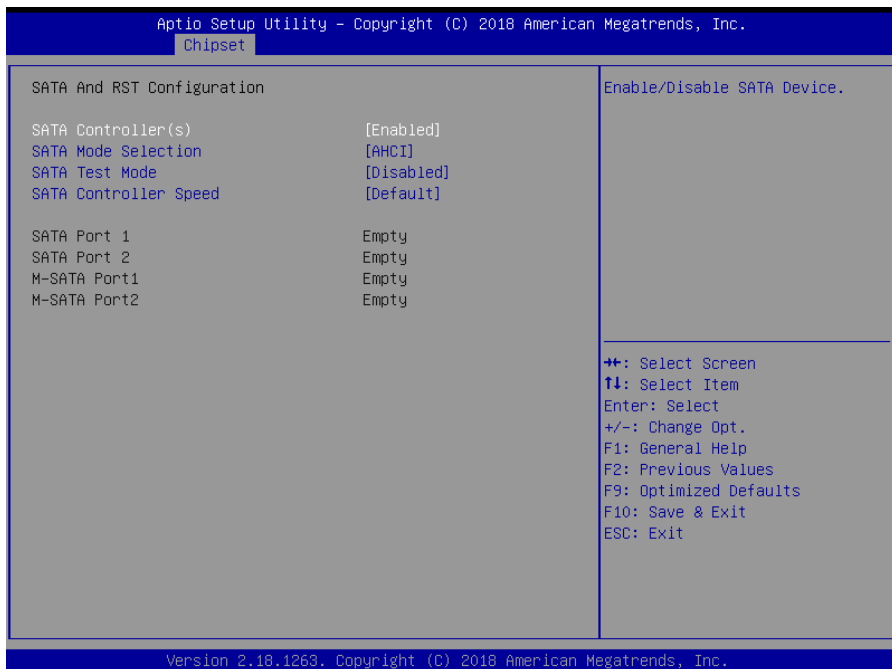 Aptio Setup Utility – Copyright (C) 2018 American Megatrends, Inc.
Chipset
SATA And RST Configuration
SATA Controller(s) [Enabled]
SATA Mode Selection [AHCI]
SATA Test Mode [Disabled]
SATA Controller Speed [Default]
SATA Port 1 Empty
SATA Port 2 Empty
M-SATA Port1 Empty
M-SATA Port2 Empty
Enable/Disable SATA Device.
→←: Select Screen
↑↓: Select Item
Enter: Select
+/-: Change Opt.
F1: General Help
F2: Previous Values
F9: Optimized Defaults
F10: Save & Exit
ESC: Exit
Version 2.18.1263. Copyright (C) 2018 American Megatrends, Inc.